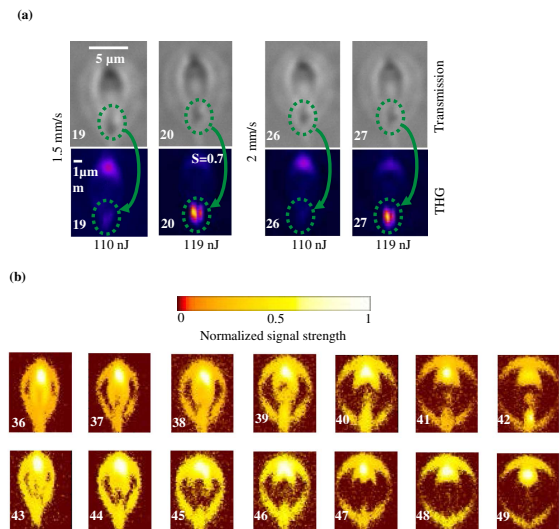 (a)
5 µm
19 20 26 27
Transmission
1.5 mm/s
2 mm/s
S=0.7
1µm
m
19 20 26 27
THG
110 nJ 119 nJ 110 nJ 119 nJ
(b)
0 0.5 1
Normalized signal strength
36 37 38 39 40 41 42
43 44 45 46 47 48 49